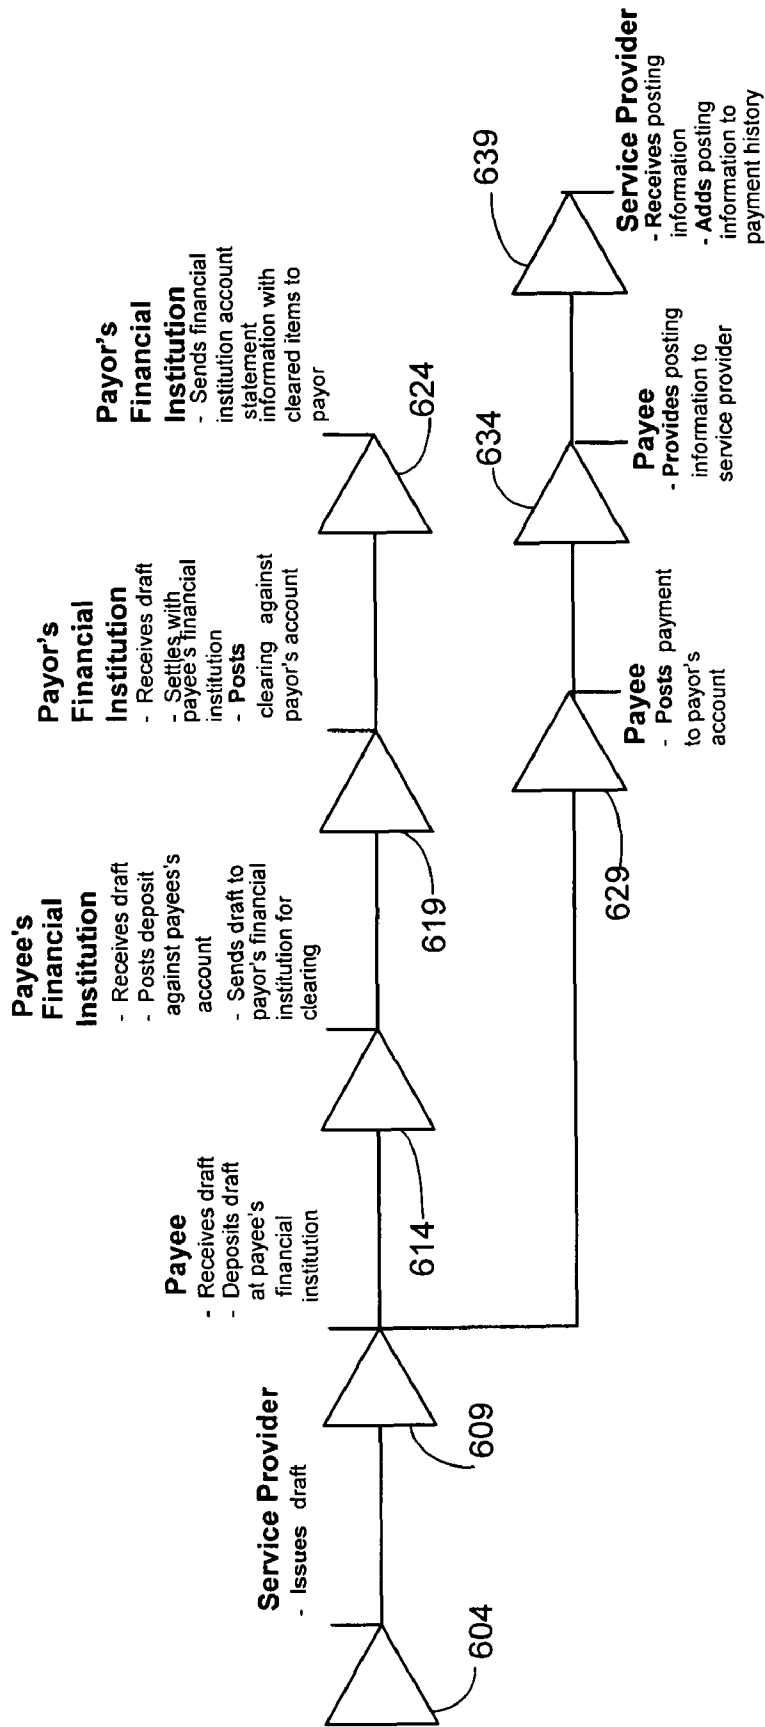 Service Provider
- Issues draft
604
Payee
- Receives draft
- Deposits draft
at payee's
financial
institution
609
Payee's
Financial
Institution
- Receives draft
- Posts deposit
against payees's
account
- Sends draft to
payor's financial
institution for
clearing
614
Payor's
Financial
Institution
- Receives draft
- Settles with
payee's financial
institution
- Posts
clearing against
payor's account
619
Payor's
Financial
Institution
- Sends financial
institution account
statement
information with
cleared items to
payor
624
Payee
- Posts payment
to payor's
account
629
Payee
- Provides posting
information to
service provider
634
Service Provider
- Receives posting
information
- Adds posting
information to
payment history
639